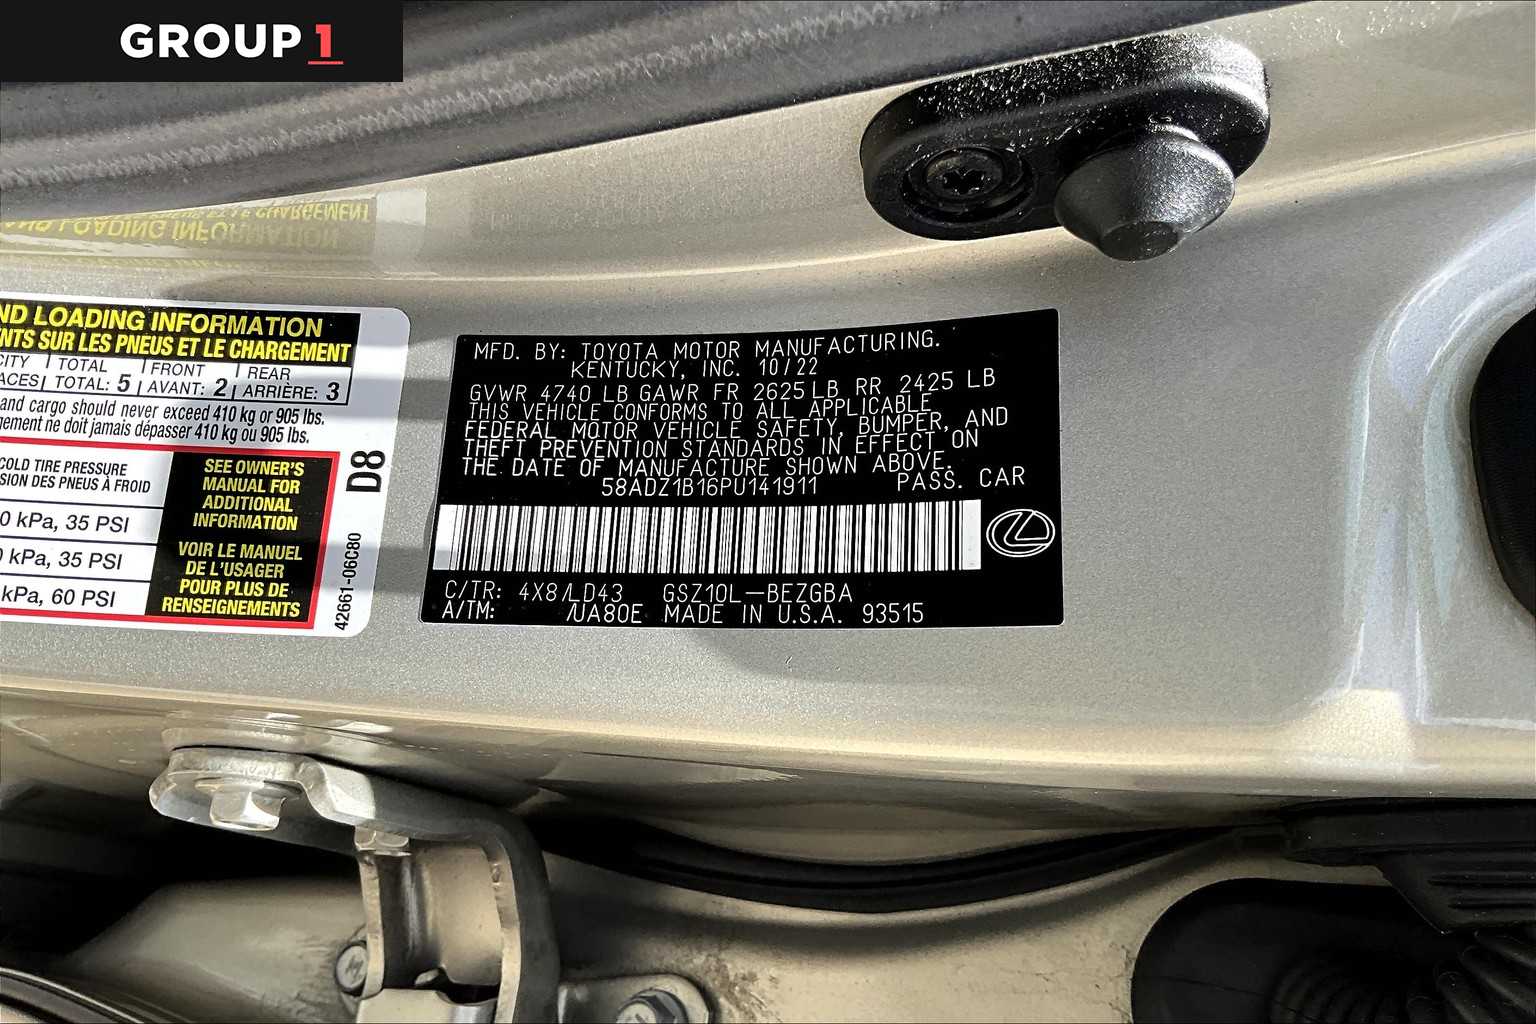 GROUP 1
AND LOADING INFORMATION
ND LOADING INFORMATION
NTS SUR LES PNEUS ET LE CHARGEMENT
CITY TOTAL FRONT REAR
ACES TOTAL: 5 AVANT: 2 ARRIÈRE: 3
and cargo should never exceed 410 kg or 905 lbs.
gement ne doit jamais dépasser 410 kg ou 905 lbs.
COLD TIRE PRESSURE
SION DES PNEUS À FROID
0 kPa, 35 PSI
0 kPa, 35 PSI
kPa, 60 PSI
SEE OWNER'S
MANUAL FOR
ADDITIONAL
INFORMATION
VOIR LE MANUEL
DE L'USAGER
POUR PLUS DE
RENSEIGNEMENTS
D8
42661-06C80
MFD. BY: TOYOTA MOTOR MANUFACTURING.
KENTUCKY, INC. 10/22
GVWR 4740 LB GAWR FR 2625 LB RR 2425 LB
THIS VEHICLE CONFORMS TO ALL APPLICABLE
FEDERAL MOTOR VEHICLE SAFETY, BUMPER, AND
THEFT PREVENTION STANDARDS IN EFFECT ON
THE DATE OF MANUFACTURE SHOWN ABOVE.
58ADZ1B16PU141911 PASS. CAR
C/TR: 4X8/LD43 GSZ10L-BEZGBA
A/TM: /UA80E MADE IN U.S.A. 93515